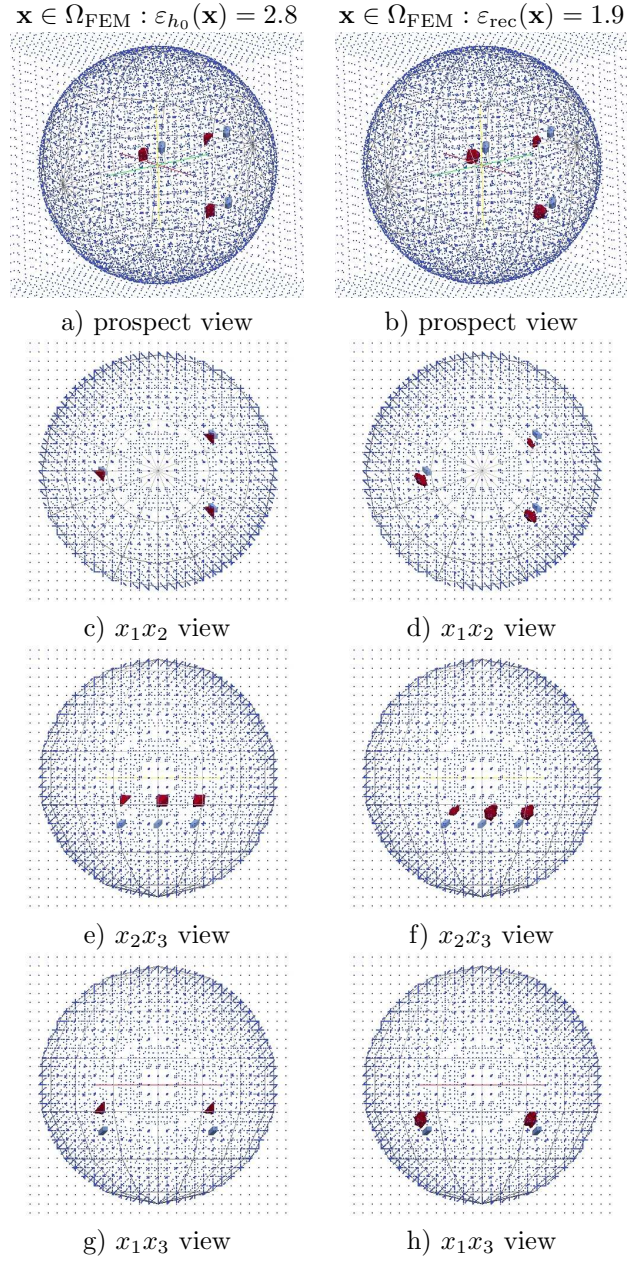 x ∈ Ω_FEM : ε_{h_0}(x) = 2.8 x ∈ Ω_FEM : ε_rec(x) = 1.9
a) prospect view b) prospect view
c) x_1x_2 view d) x_1x_2 view
e) x_2x_3 view f) x_2x_3 view
g) x_1x_3 view h) x_1x_3 view